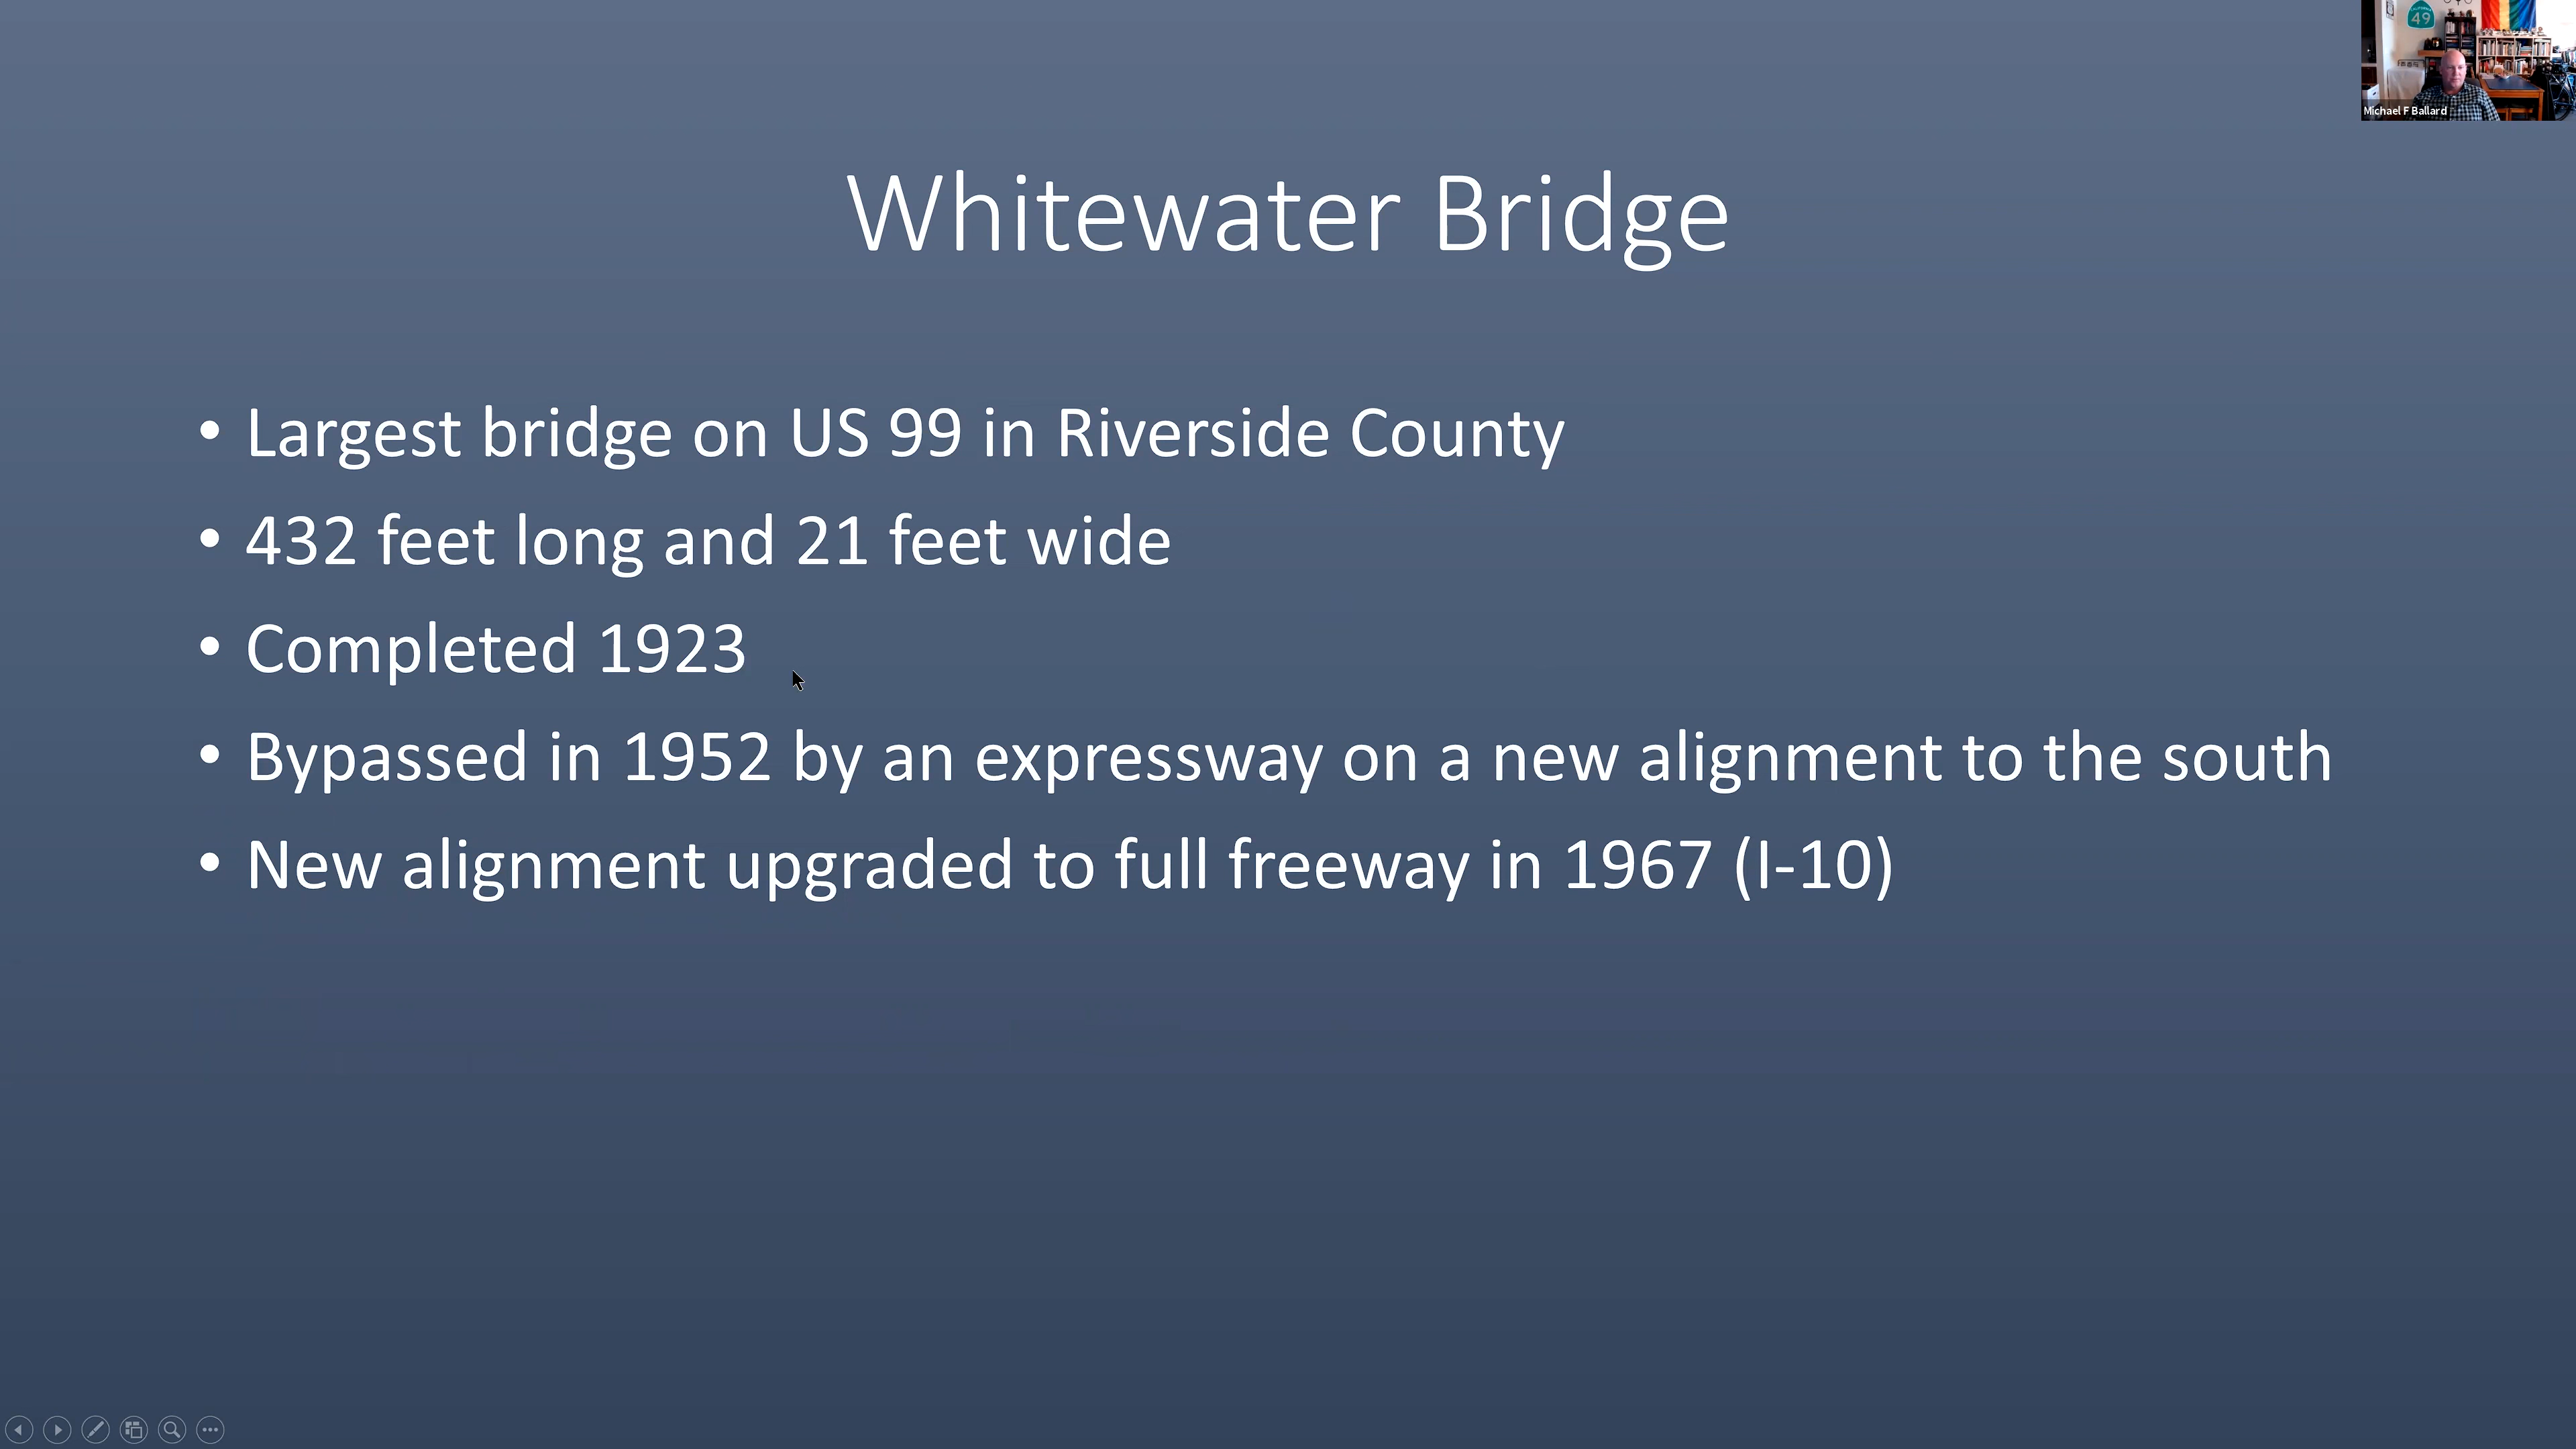 49
Michael F Ballard
Whitewater Bridge
• Largest bridge on US 99 in Riverside County
• 432 feet long and 21 feet wide
• Completed 1923
• Bypassed in 1952 by an expressway on a new alignment to the south
• New alignment upgraded to full freeway in 1967 (I-10)